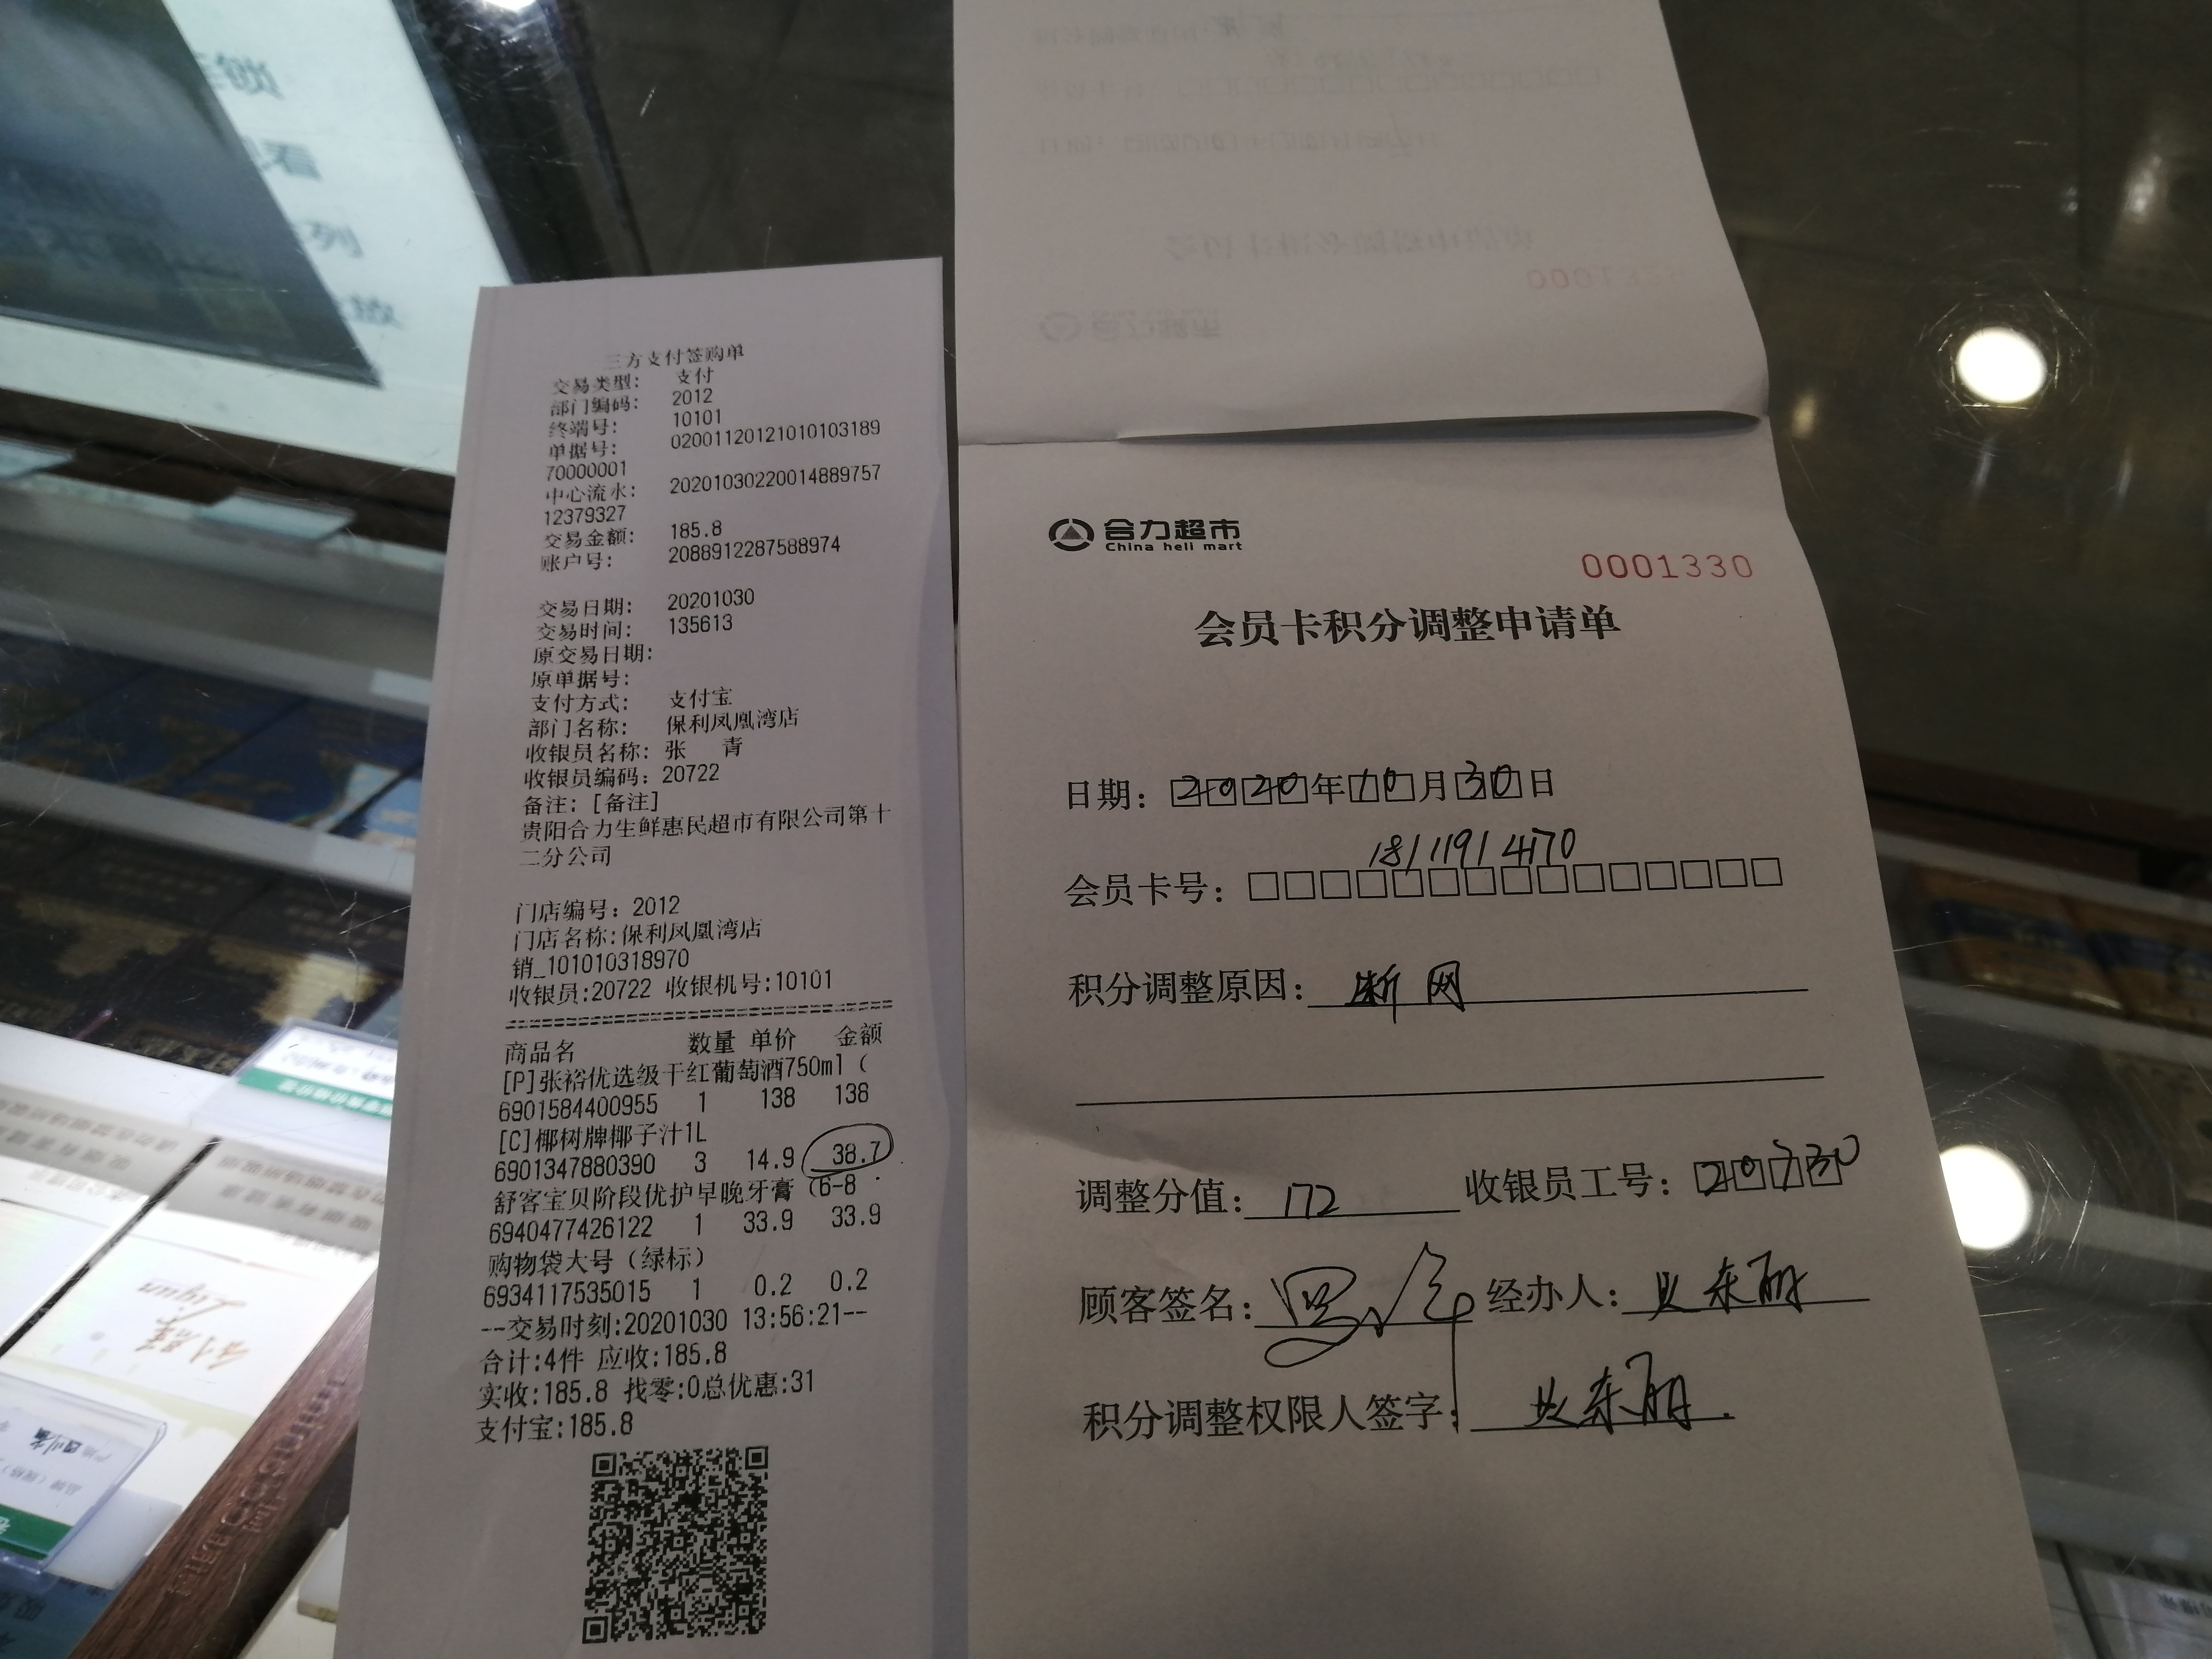 三方支付签购单
交易类型: 支付
部门编码: 2012
终端号: 10101
单据号: 02001120121010103189
70000001
中心流水: 20201030220014889757
12379327
交易金额: 185.8
账户号: 2088912287588974
交易日期: 20201030
交易时间: 135613
原交易日期:
原单据号:
支付方式: 支付宝
部门名称: 保利凤凰湾店
收银员名称: 张 青
收银员编码: 20722
备注: [备注]
贵阳合力生鲜惠民超市有限公司第十
二分公司
门店编号: 2012
门店名称:保利凤凰湾店
销_101010318970
收银员:20722 收银机号:10101
商品名 数量 单价 金额
[P]张裕优选级干红葡萄酒750ml (
6901584400955 1 138 138
[C]椰树牌椰子汁1L
6901347880390 3 14.9 38.7
舒客宝贝阶段优护早晚牙膏 (6-8
6940477426122 1 33.9 33.9
购物袋大号 (绿标)
6934117535015 1 0.2 0.2
--交易时刻:20201030 13:56:21--
合计:4件 应收:185.8
实收:185.8 找零:0总优惠:31
支付宝:185.8
合力超市
China heli mart
0001330
会员卡积分调整申请单
日期: 2020年10月30日
18111914170
会员卡号:
积分调整原因: 断网
调整分值: 172 收银员工号: 20730
顾客签名: 经办人:
积分调整权限人签字:
列
看
锁
放